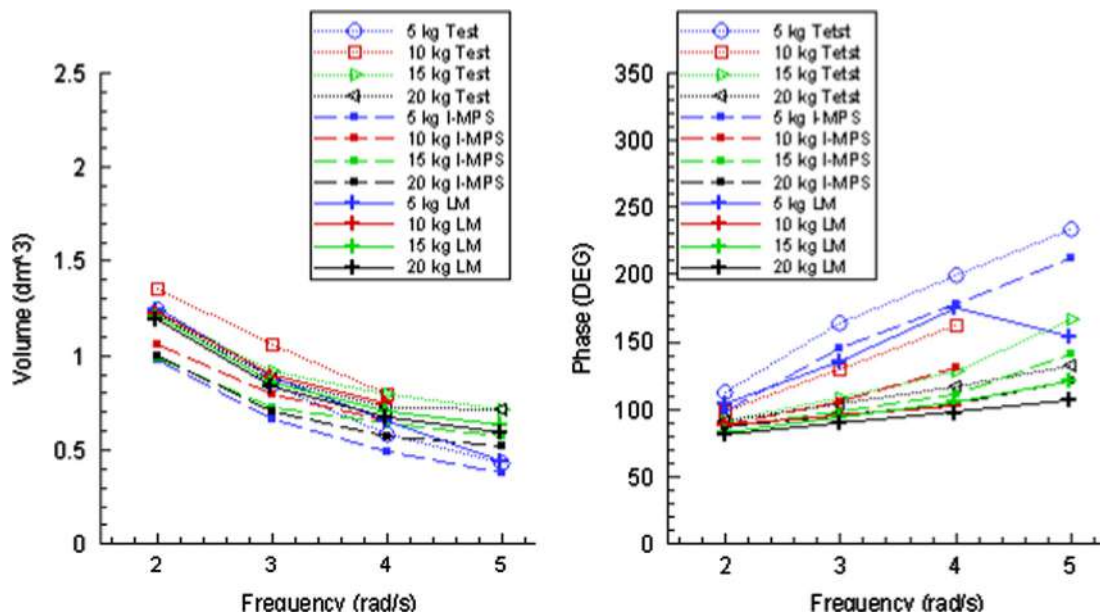 5 kg Test
10 kg Test
15 kg Test
20 kg Test
5 kg I-MPS
10 kg I-MPS
15 kg I-MPS
20 kg I-MPS
5 kg LM
10 kg LM
15 kg LM
20 kg LM
2.5
2
1.5
1
0.5
0
Volume (dm^3)
2 3 4 5
Frequency (rad/s)
5 kg Tetst
10 kg Tetst
15 kg Tetst
20 kg Tetst
5 kg I-MPS
10 kg I-MPS
15 kg I-MPS
20 kg I-MPS
5 kg LM
10 kg LM
15 kg LM
20 kg LM
350
300
250
200
150
100
50
0
Phase (DEG)
2 3 4 5
Frequency (rad/s)